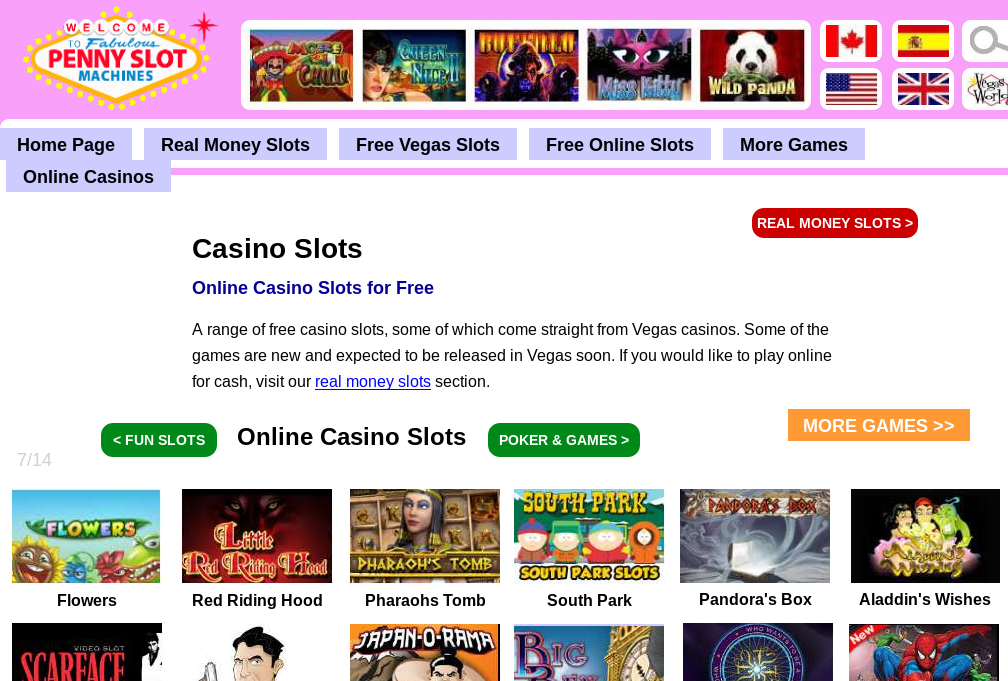 WELCOME
TO Fabulous
PENNY SLOT
MACHINES
MORE CHILLI
QUEEN OF THE NILE II
BUFFALO
Miss Kitty
WILD PANDA
Vegas World
Home Page
Real Money Slots
Free Vegas Slots
Free Online Slots
More Games
Online Casinos
REAL MONEY SLOTS >
Casino Slots
Online Casino Slots for Free
A range of free casino slots, some of which come straight from Vegas casinos. Some of the
games are new and expected to be released in Vegas soon. If you would like to play online
for cash, visit our real money slots section.
MORE GAMES >>
< FUN SLOTS
Online Casino Slots
POKER & GAMES >
7/14
FLOWERS
Little
Red Riding Hood
PHARAOH'S TOMB
SOUTH PARK
SOUTH PARK SLOTS
PANDORA'S BOX
Aladdin's Wishes
Flowers
Red Riding Hood
Pharaohs Tomb
South Park
Pandora's Box
Aladdin's Wishes
VIDEO SLOT
SCARFACE
JAPAN-O-RAMA
BIG
WHO WANTS TO BE A
New